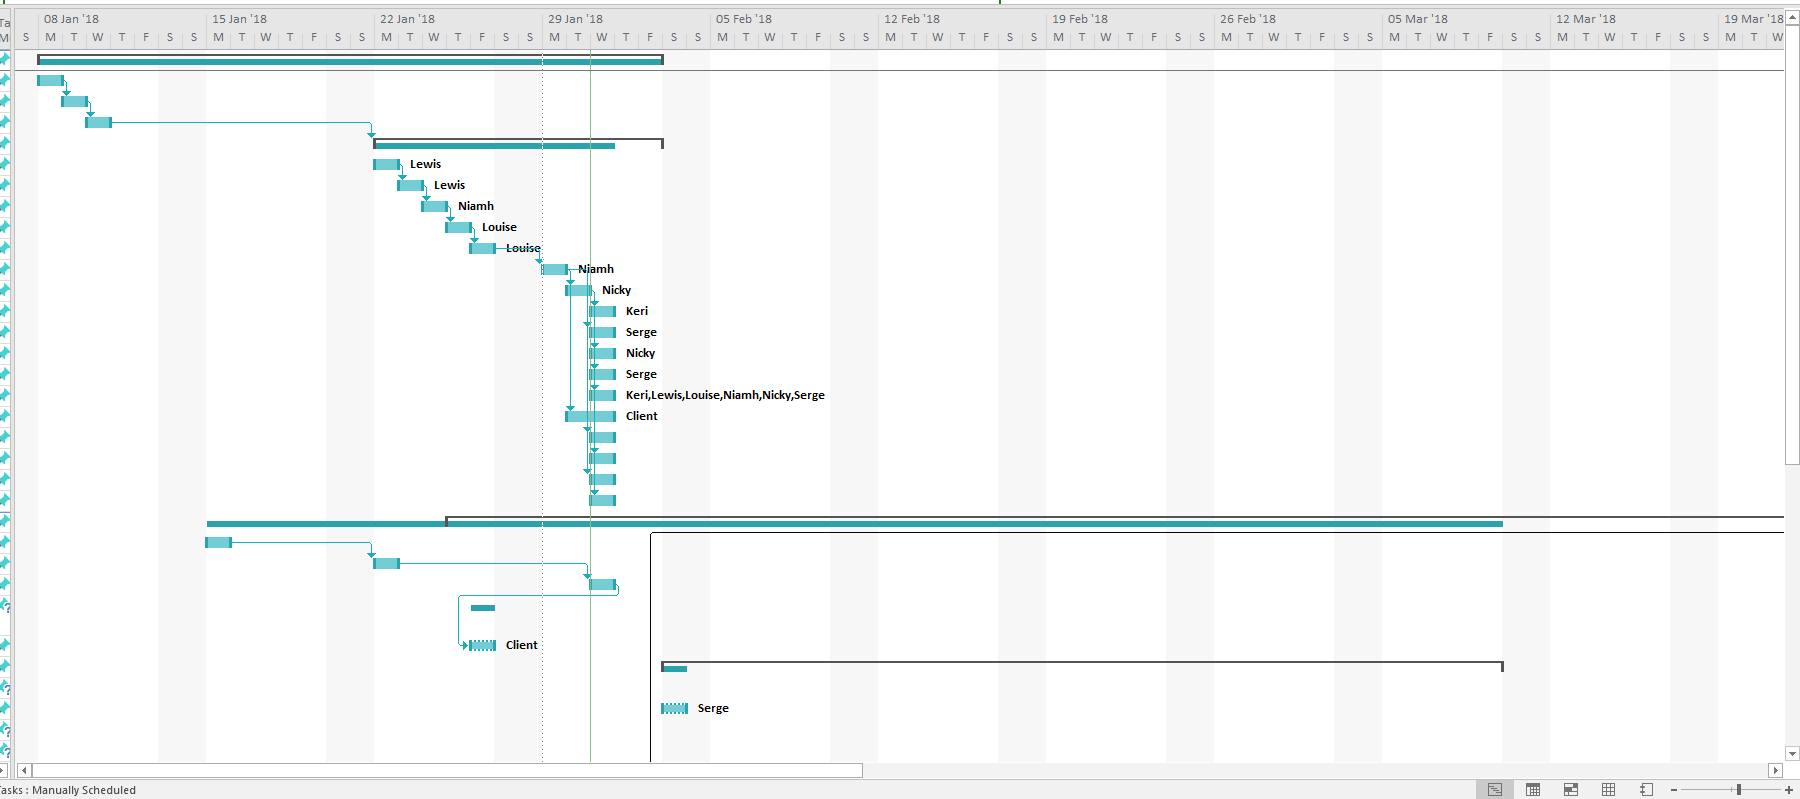 Ta 08 Jan '18 15 Jan '18 22 Jan '18 29 Jan '18 05 Feb '18 12 Feb '18 19 Feb '18 26 Feb '18 05 Mar '18 12 Mar '18 19 Mar '18
M S M T W T F S S M T W T F S S M T W T F S S M T W T F S S M T W T F S S M T W T F S S M T W T F S S M T W T F S S M T W T F S S M T W T F S S M T W
Lewis
Lewis
Niamh
Louise
Louise
Niamh
Nicky
Keri
Serge
Nicky
Serge
Keri,Lewis,Louise,Niamh,Nicky,Serge
Client
?
Client
?
Serge
?
?
Tasks : Manually Scheduled